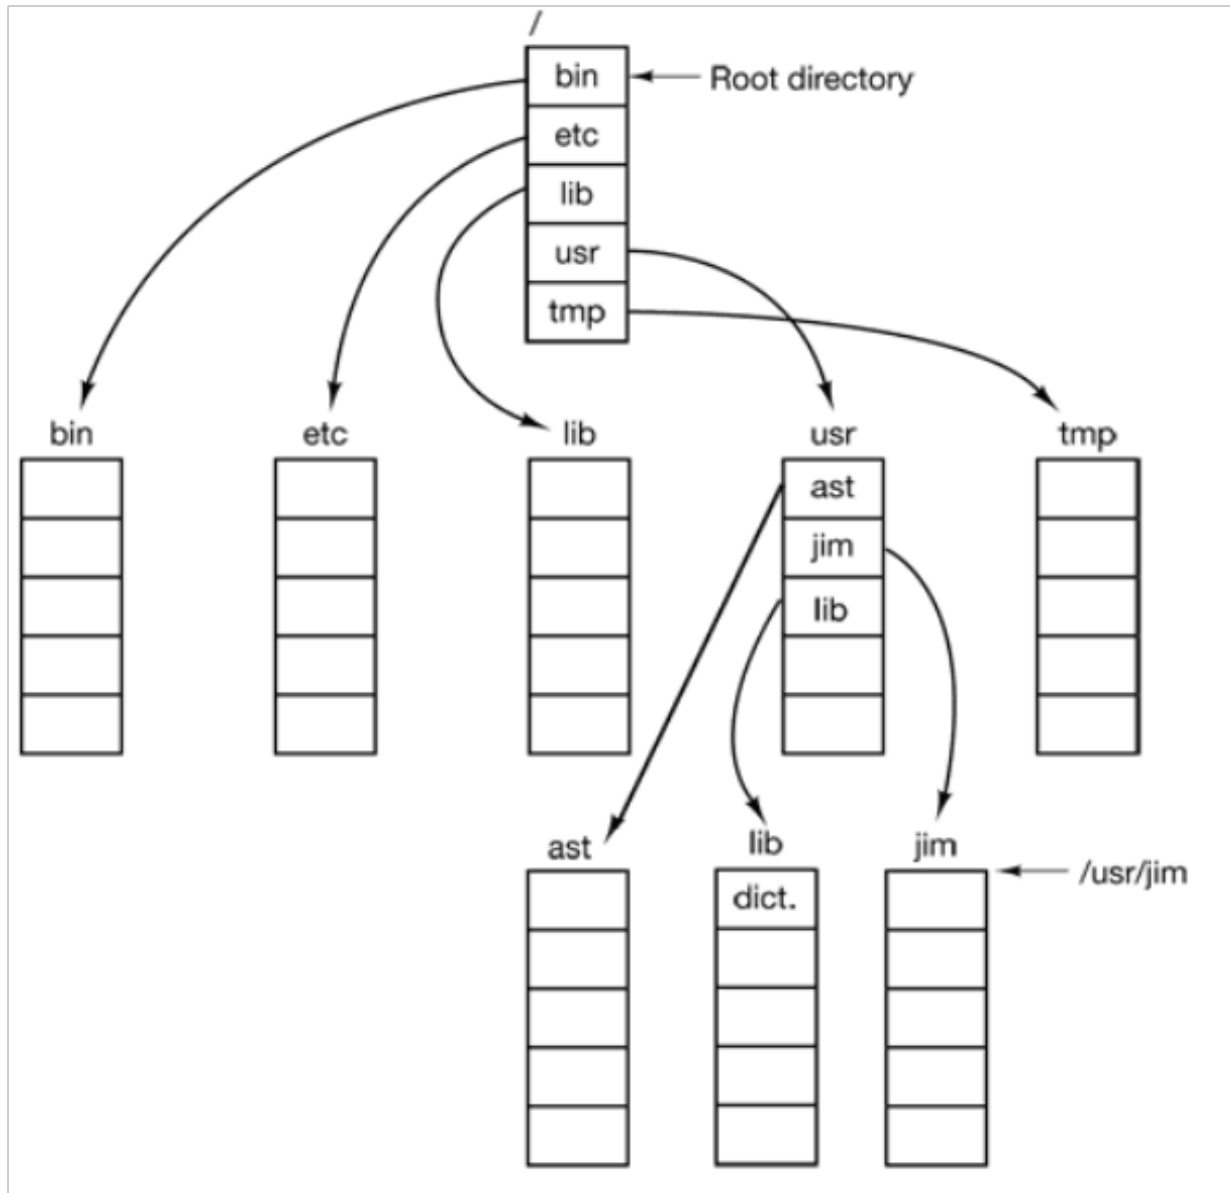 /
bin
Root directory
etc
lib
usr
tmp
bin
etc
lib
usr
tmp
ast
jim
lib
ast
lib
jim
dict.
/usr/jim